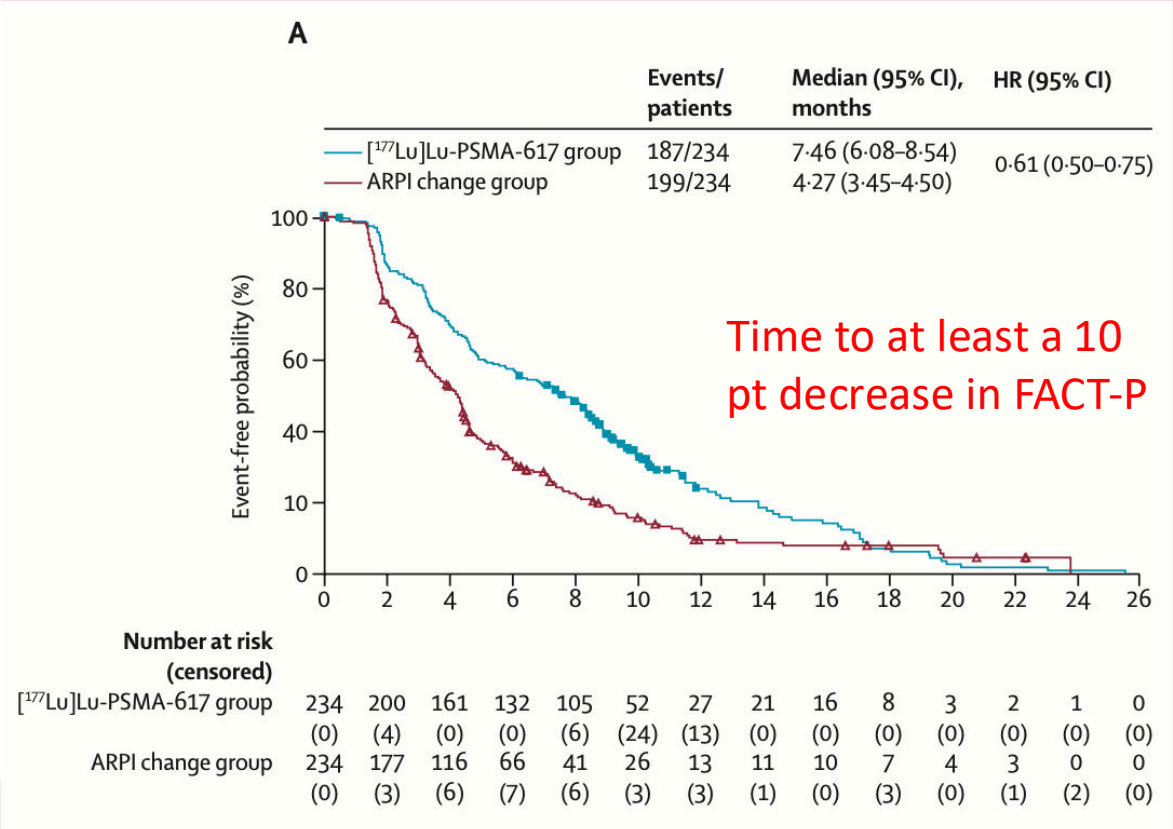 A
Events/ patients Median (95% CI), months HR (95% CI)
[¹⁷⁷Lu]Lu-PSMA-617 group 187/234 7·46 (6·08–8·54)
ARPI change group 199/234 4·27 (3·45–4·50)
0·61 (0·50–0·75)
Time to at least a 10
pt decrease in FACT-P
Event-free probability (%)
100
80
60
40
10
0
0 2 4 6 8 10 12 14 16 18 20 22 24 26
Number at risk
(censored)
[¹⁷⁷Lu]Lu-PSMA-617 group 234 200 161 132 105 52 27 21 16 8 3 2 1 0
(0) (4) (0) (0) (6) (24) (13) (0) (0) (0) (0) (0) (0) (0)
ARPI change group 234 177 116 66 41 26 13 11 10 7 4 3 0 0
(0) (3) (6) (7) (6) (3) (3) (1) (0) (3) (0) (1) (2) (0)